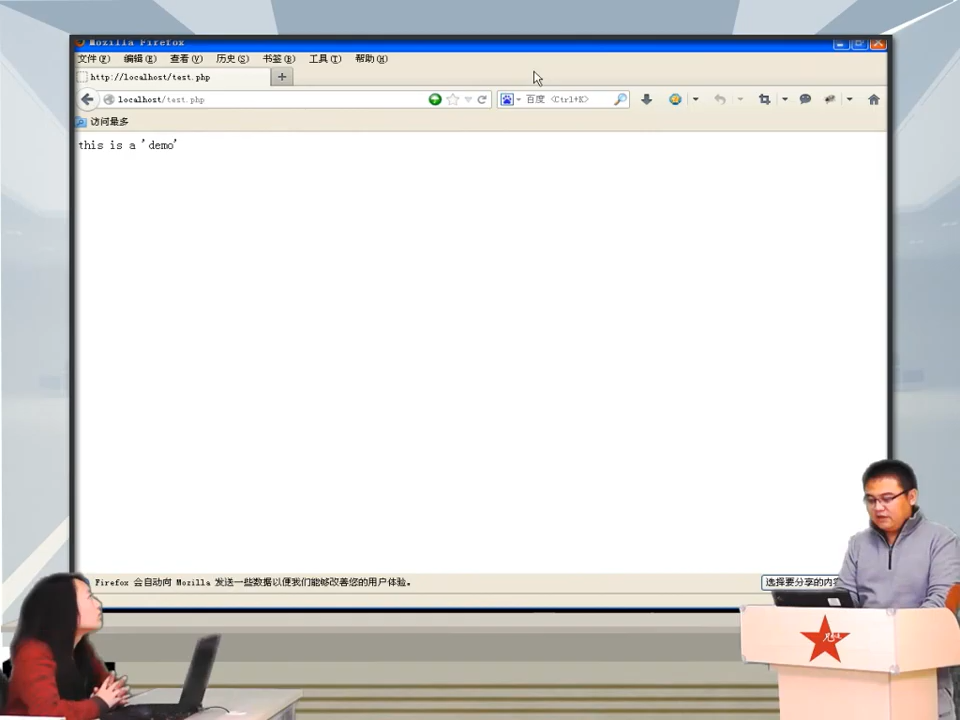 Mozilla Firefox
文件(F) 编辑(E) 查看(V) 历史(S) 书签(B) 工具(T) 帮助(H)
http://localhost/test.php
localhost/test.php
百度 <Ctrl+K>
访问最多
this is a 'demo'
Firefox 会自动向 Mozilla 发送一些数据以便我们能够改善您的用户体验。
选择要分享的内容